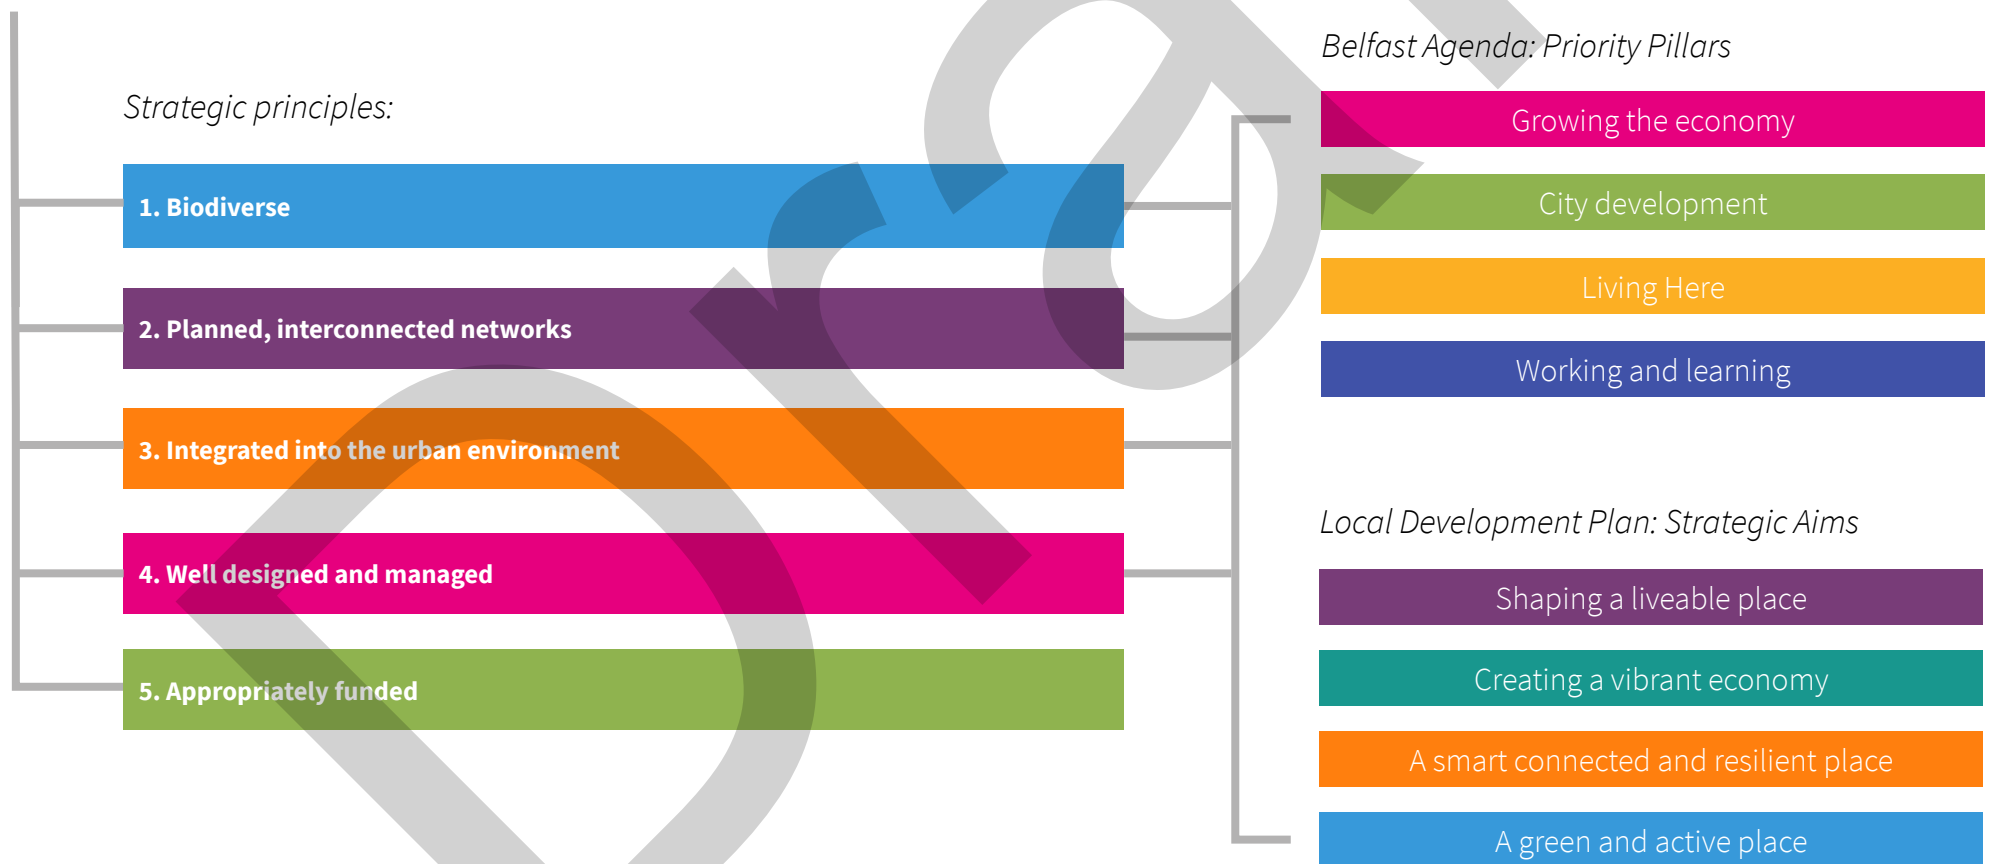 Strategic principles:
1. Biodiverse
2. Planned, interconnected networks
3. Integrated into the urban environment
4. Well designed and managed
5. Appropriately funded
Belfast Agenda: Priority Pillars
Growing the economy
City development
Living Here
Working and learning
Local Development Plan: Strategic Aims
Shaping a liveable place
Creating a vibrant economy
A smart connected and resilient place
A green and active place